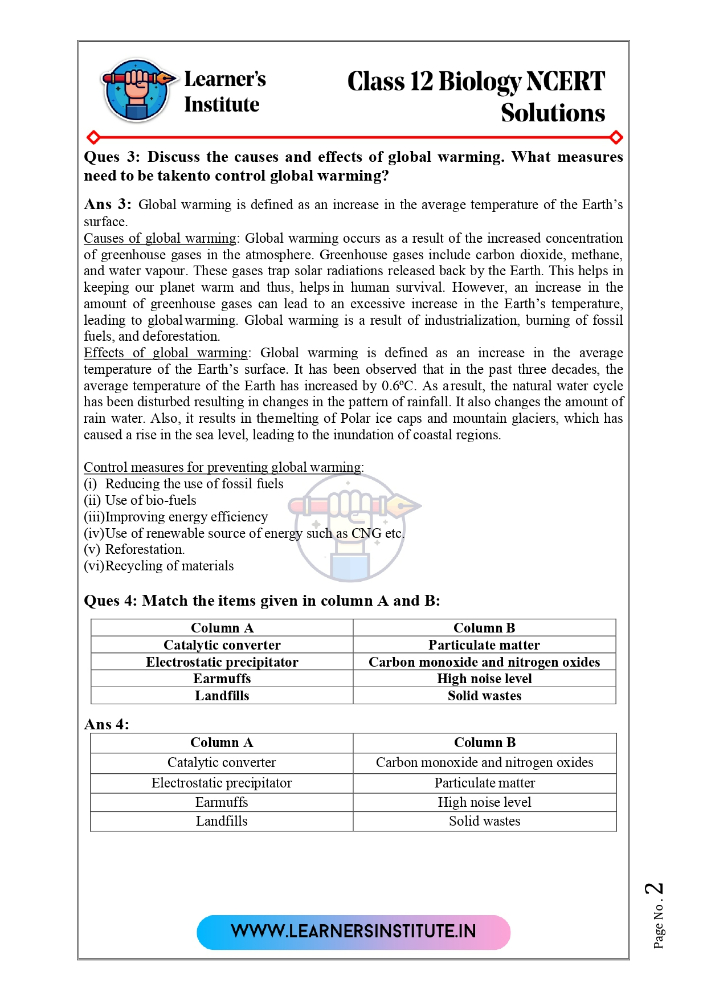 Learner's
Institute
Class 12 Biology NCERT
Solutions
Ques 3: Discuss the causes and effects of global warming. What measures
need to be takento control global warming?
Ans 3: Global warming is defined as an increase in the average temperature of the Earth's
surface.
Causes of global warming: Global warming occurs as a result of the increased concentration
of greenhouse gases in the atmosphere. Greenhouse gases include carbon dioxide, methane,
and water vapour. These gases trap solar radiations released back by the Earth. This helps in
keeping our planet warm and thus, helps in human survival. However, an increase in the
amount of greenhouse gases can lead to an excessive increase in the Earth's temperature,
leading to globalwarming. Global warming is a result of industrialization, burning of fossil
fuels, and deforestation.
Effects of global warming: Global warming is defined as an increase in the average
temperature of the Earth's surface. It has been observed that in the past three decades, the
average temperature of the Earth has increased by 0.6ºC. As aresult, the natural water cycle
has been disturbed resulting in changes in the pattern of rainfall. It also changes the amount of
rain water. Also, it results in themelting of Polar ice caps and mountain glaciers, which has
caused a rise in the sea level, leading to the inundation of coastal regions.
Control measures for preventing global warming:
(i) Reducing the use of fossil fuels
(ii) Use of bio-fuels
(iii)Improving energy efficiency
(iv)Use of renewable source of energy such as CNG etc.
(v) Reforestation.
(vi)Recycling of materials
Ques 4: Match the items given in column A and B:
Column A Column B
Catalytic converter Particulate matter
Electrostatic precipitator Carbon monoxide and nitrogen oxides
Earmuffs High noise level
Landfills Solid wastes
Ans 4:
Column A Column B
Catalytic converter Carbon monoxide and nitrogen oxides
Electrostatic precipitator Particulate matter
Earmuffs High noise level
Landfills Solid wastes
WWW.LEARNERSINSTITUTE.IN
Page No. 2